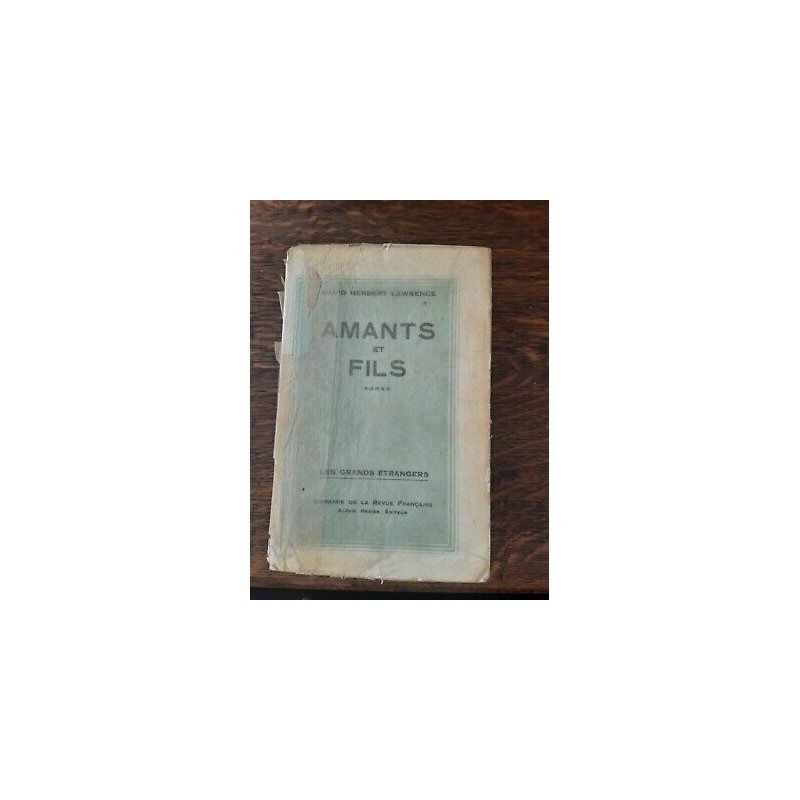 DAVID HERBERT LAWRENCE
AMANTS
ET
FILS
ROMAN
LES GRANDS ÉTRANGERS
LIBRAIRIE DE LA REVUE FRANÇAISE
ALEXIS REDIER, ÉDITEUR